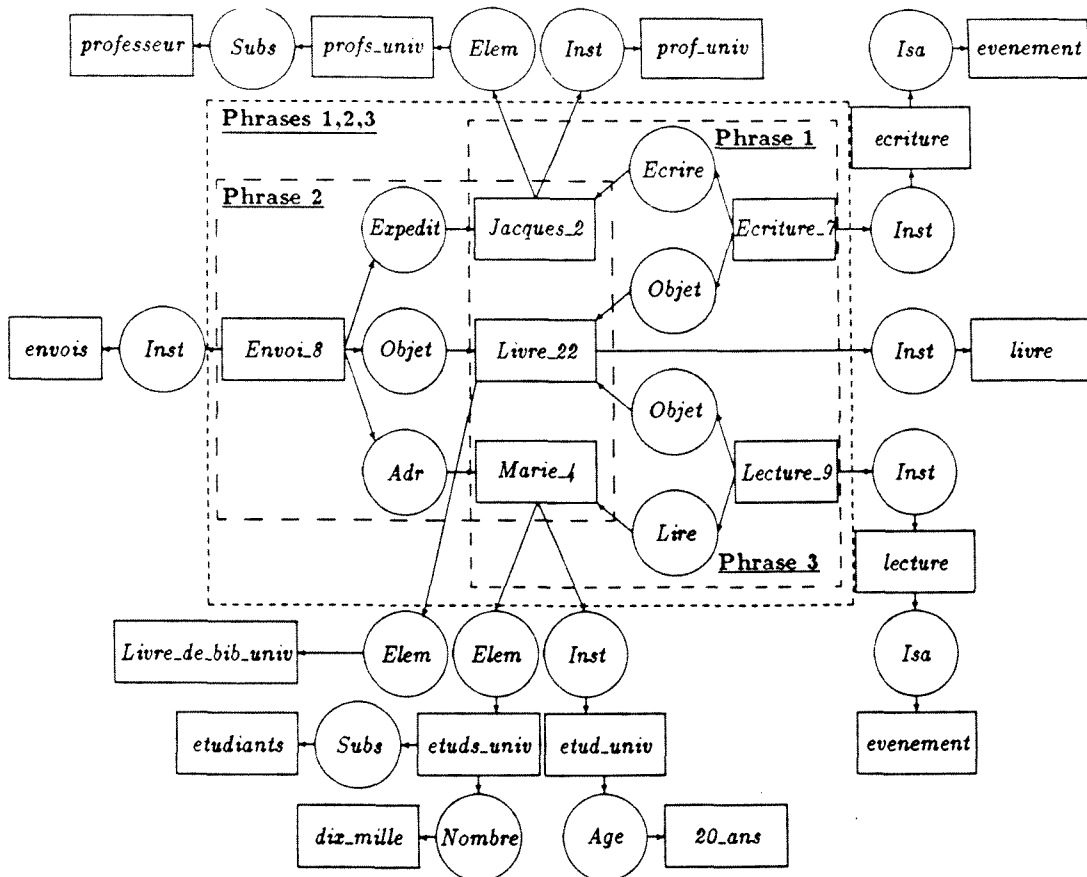 professeur Subs profs_univ Elem Inst prof_univ Isa evenement
Phrases 1,2,3
Phrase 1
ecriture
Ecrire
Phrase 2
Expedit Jacques_2 Ecriture_7 Inst
Objet
envois Inst Envoi_8 Objet Livre_22 Inst livre
Objet
Adr Marie_4 Lecture_9 Inst
Lire
Phrase 3
lecture
Livre_de_bib_univ Elem Elem Inst Isa
etudiants Subs etuds_univ etud_univ evenement
dix_mille Nombre Age 20_ans